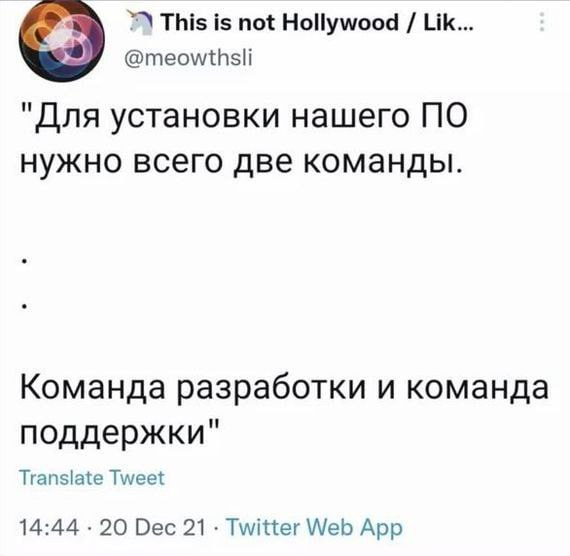 🦄 This is not Hollywood / Lik...
@meowthsli
"Для установки нашего ПО
нужно всего две команды.
.
.
Команда разработки и команда
поддержки"
Translate Tweet
14:44 · 20 Dec 21 · Twitter Web App